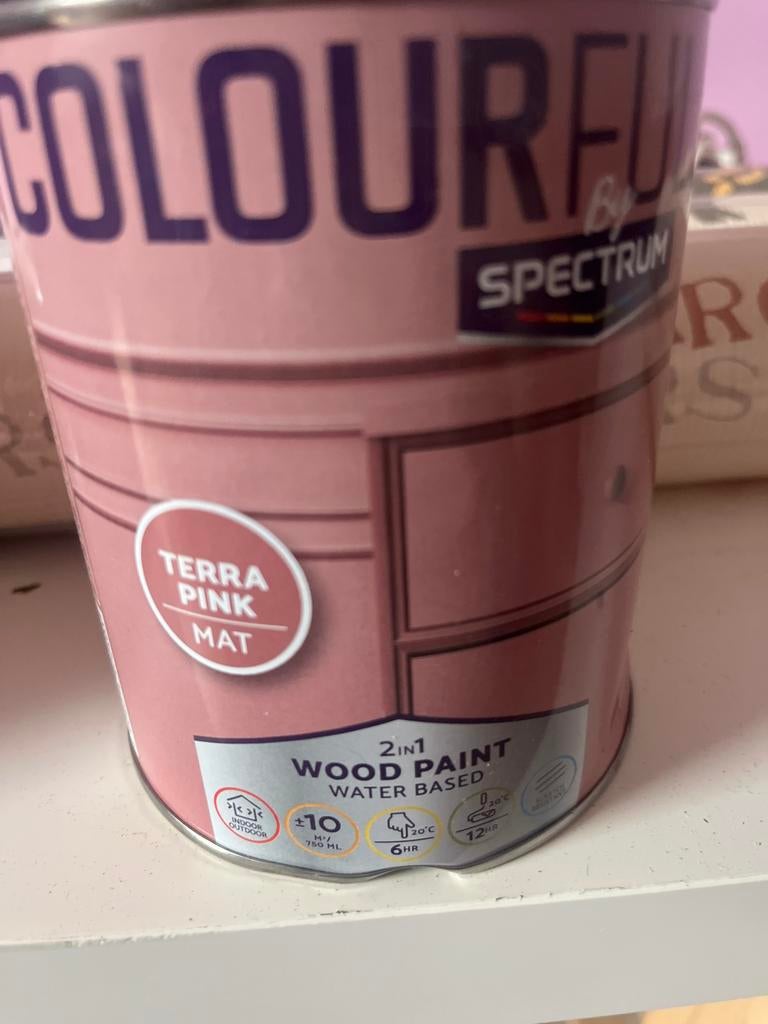 COLOURFUL
By
SPECTRUM
TERRA
PINK
MAT
2IN1
WOOD PAINT
WATER BASED
INDOOR
OUTDOOR
±10
M²/
750 ML
20°C
6HR
20°C
12HR